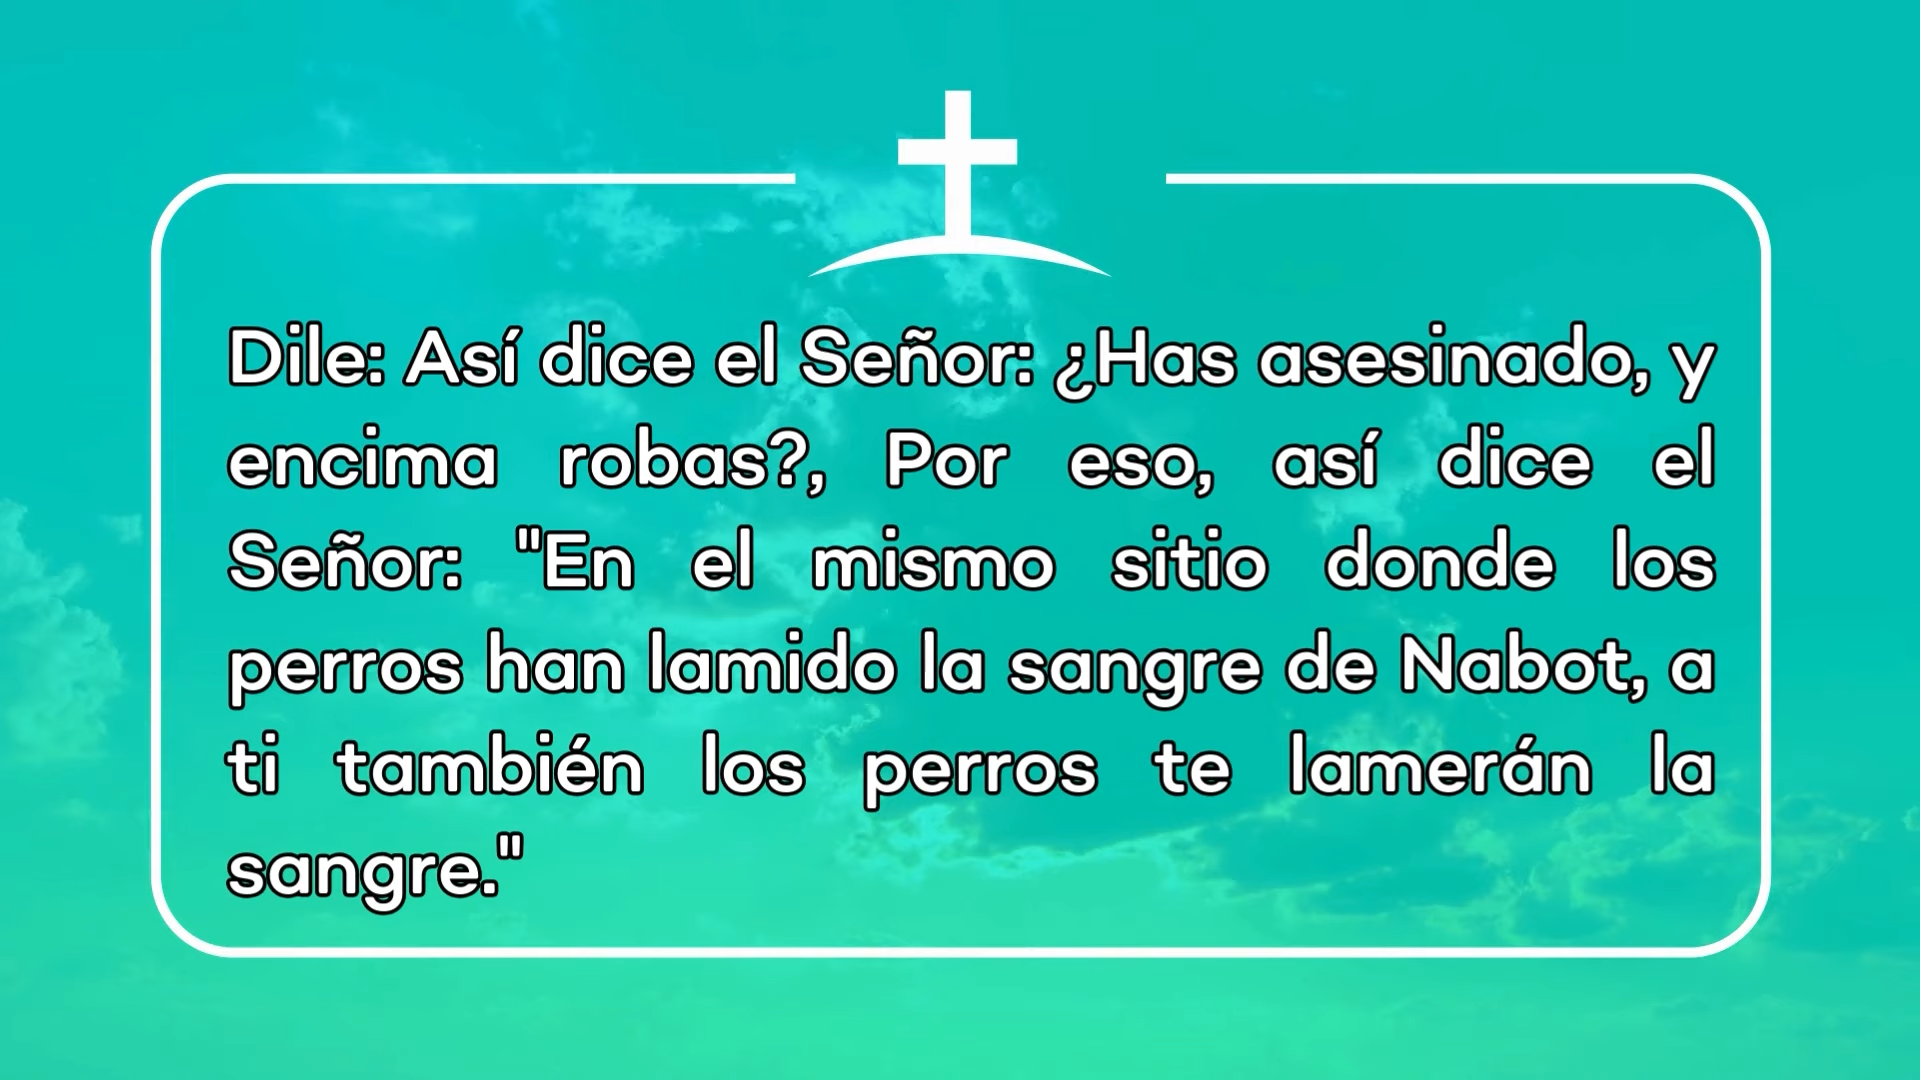 Dile: Así dice el Señor: ¿Has asesinado, y
encima robas?, Por eso, así dice el
Señor: "En el mismo sitio donde los
perros han lamido la sangre de Nabot, a
ti también los perros te lamerán la
sangre."